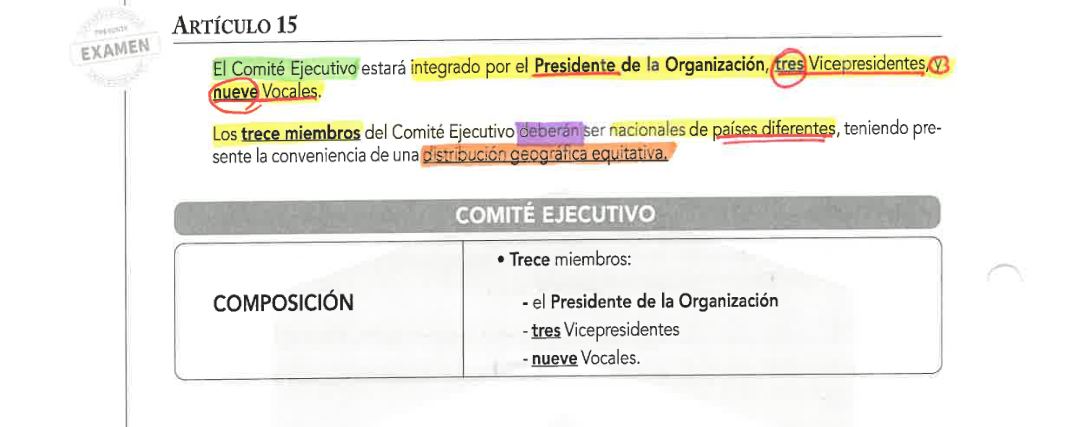 PREGUNTA
EXAMEN
ARTÍCULO 15
El Comité Ejecutivo estará integrado por el Presidente de la Organización, tres Vicepresidentes, y
nueve Vocales.
Los trece miembros del Comité Ejecutivo deberán ser nacionales de países diferentes, teniendo pre-
sente la conveniencia de una distribución geográfica equitativa.
COMITÉ EJECUTIVO
COMPOSICIÓN
• Trece miembros:
- el Presidente de la Organización
- tres Vicepresidentes
- nueve Vocales.